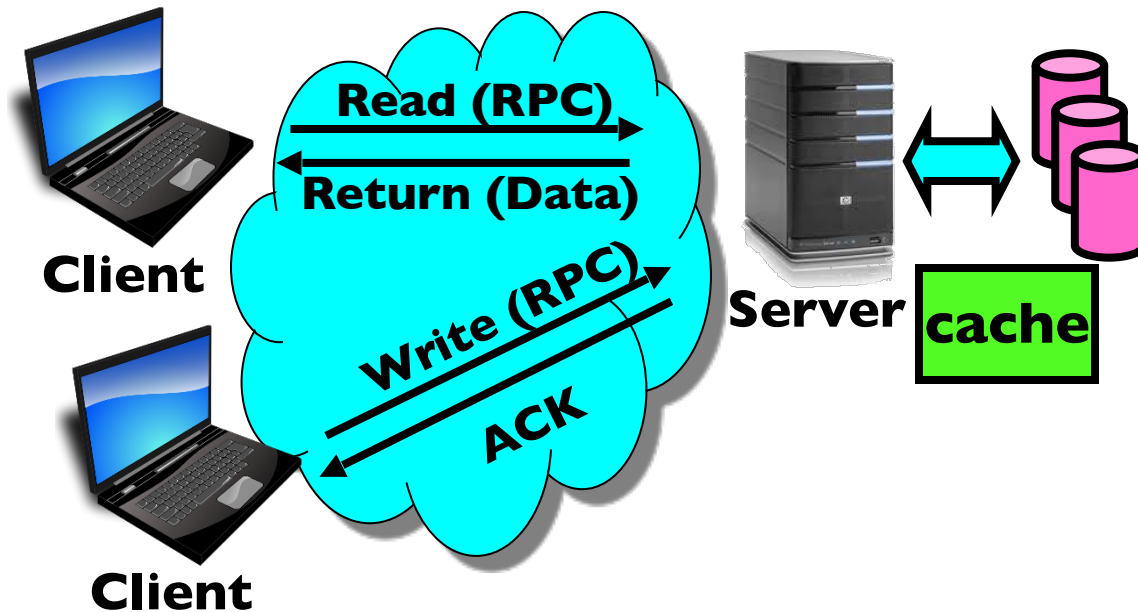 Read (RPC)
Return (Data)
Client
Write (RPC)
ACK
Server
cache
Client